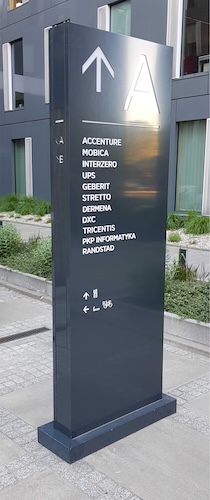 A
ACCENTURE
MOBICA
INTERZERO
UPS
GEBERIT
STRETTO
DERMENA
DXC
TRICENTIS
PKP INFORMATYKA
RANDSTAD